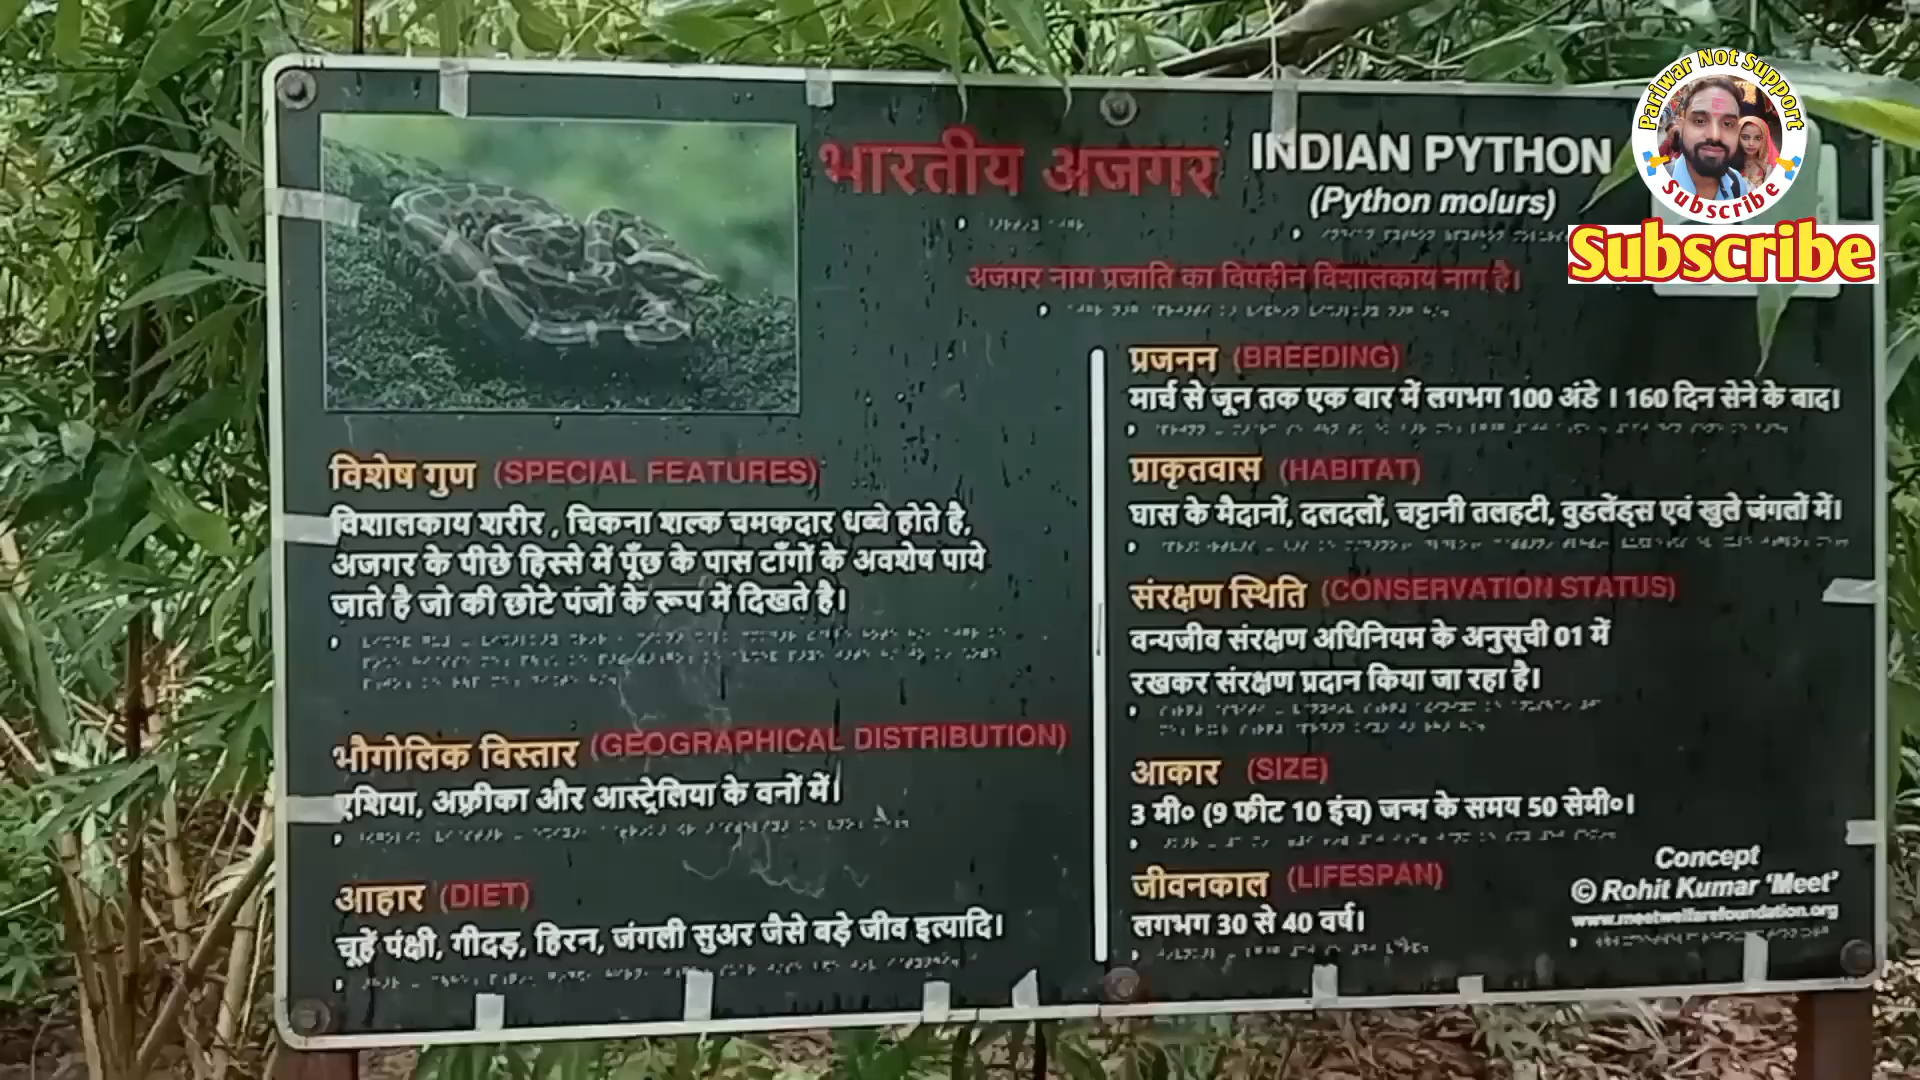 भारतीय अजगर
INDIAN PYTHON
(Python molurs)
अजगर नाग प्रजाति का विषहीन विशालकाय नाग है।
विशेष गुण (SPECIAL FEATURES)
विशालकाय शरीर , चिकना शल्क चमकदार धब्बे होते है,
अजगर के पीछे हिस्से में पूँछ के पास टाँगों के अवशेष पाये
जाते है जो की छोटे पंजों के रूप में दिखते है।
भौगोलिक विस्तार (GEOGRAPHICAL DISTRIBUTION)
एशिया, अफ्रीका और आस्ट्रेलिया के वनों में।
आहार (DIET)
चूहें पंक्षी, गीदड़, हिरन, जंगली सुअर जैसे बड़े जीव इत्यादि।
प्रजनन (BREEDING)
मार्च से जून तक एक बार में लगभग 100 अंडे । 160 दिन सेने के बाद।
प्राकृतवास (HABITAT)
घास के मैदानों, दलदलों, चट्टानी तलहटी, वुडलेंड्स एवं खुले जंगलों में।
संरक्षण स्थिति (CONSERVATION STATUS)
वन्यजीव संरक्षण अधिनियम के अनुसूची 01 में
रखकर संरक्षण प्रदान किया जा रहा है।
आकार (SIZE)
3 मी० (9 फीट 10 इंच) जन्म के समय 50 सेमी०।
जीवनकाल (LIFESPAN)
लगभग 30 से 40 वर्ष।
Concept
© Rohit Kumar 'Meet'
www.meetwelfarefoundation.org
Pariwar Not Support
Subscribe
Subscribe